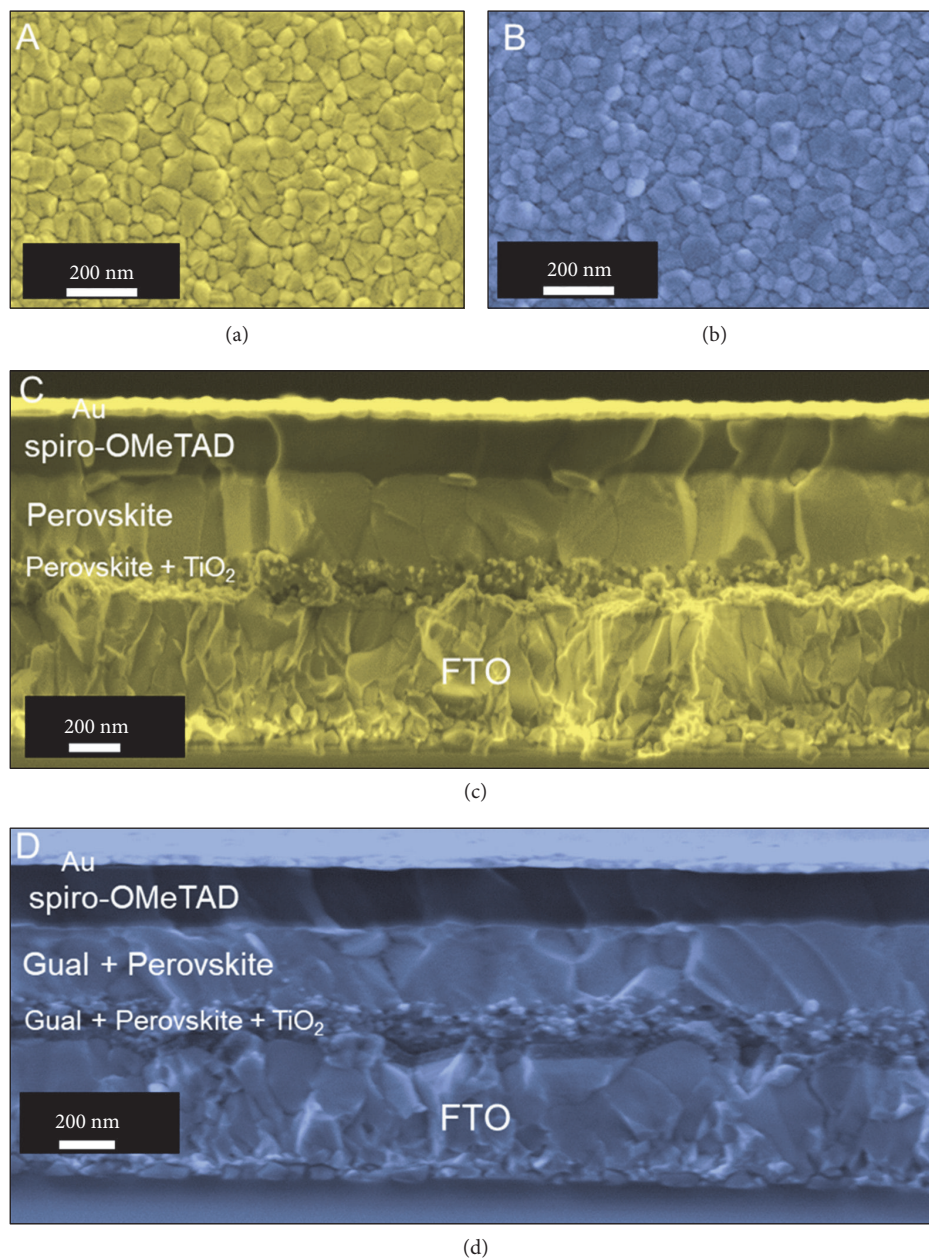 A
200 nm
(a)
B
200 nm
(b)
C
Au
spiro-OMeTAD
Perovskite
Perovskite + TiO₂
FTO
200 nm
(c)
D
Au
spiro-OMeTAD
Gual + Perovskite
Gual + Perovskite + TiO₂
FTO
200 nm
(d)